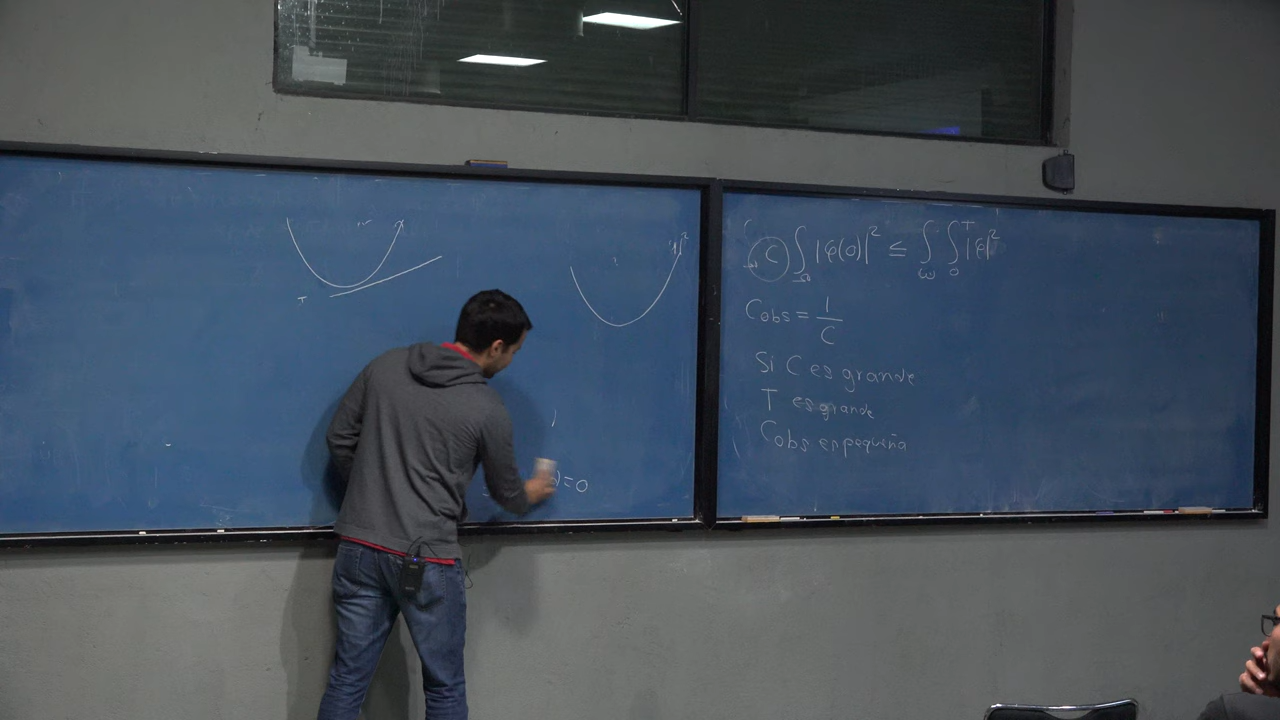 C ∫_Ω |φ(0)|² ≤ ∫_ω ∫_0^T |φ|²
Cobs = 1/C
Si C es grande
T es grande
Cobs es pequeña
=0